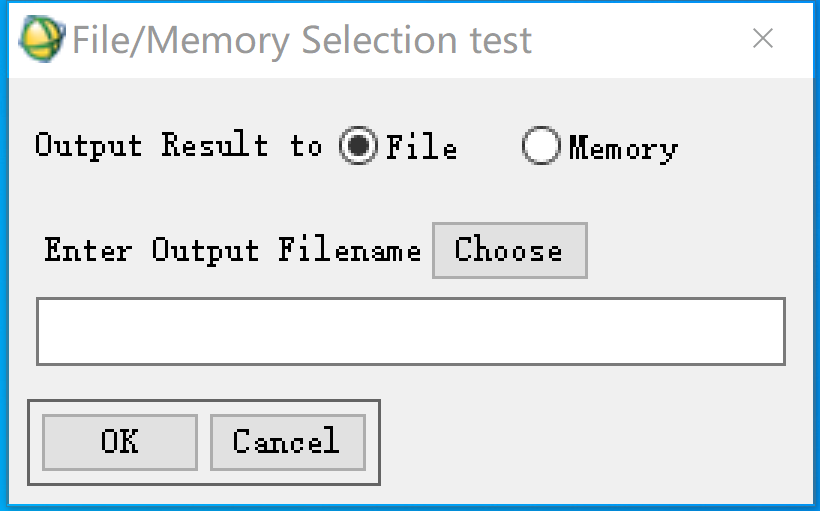 File/Memory Selection test
Output Result to File Memory
Enter Output Filename Choose
OK Cancel